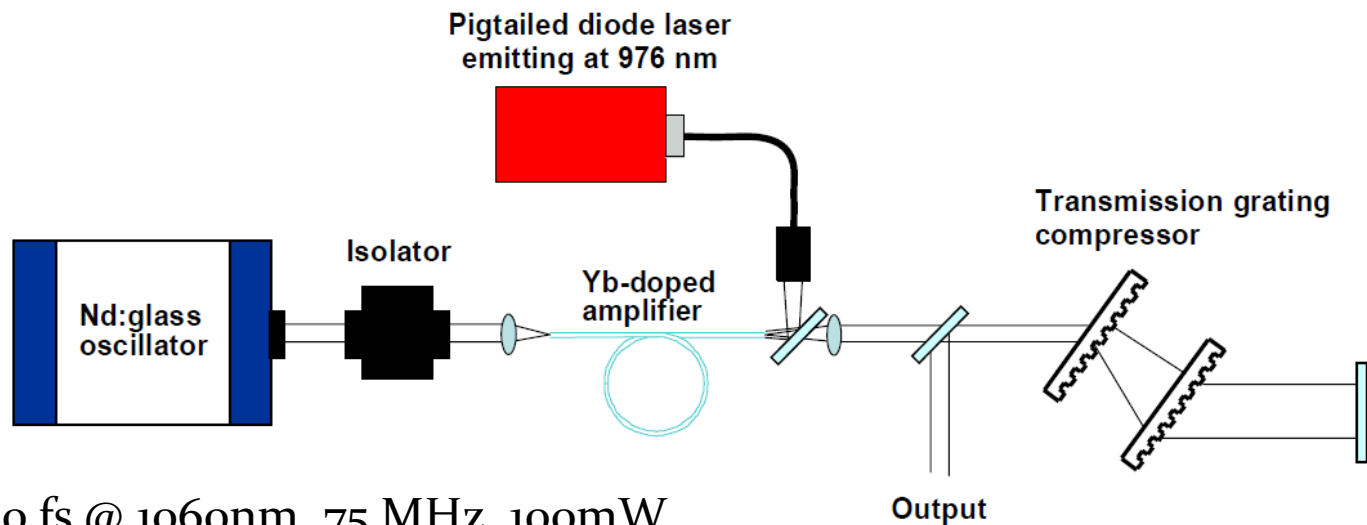 Pigtailed diode laser
emitting at 976 nm
Transmission grating
compressor
Isolator
Yb-doped
amplifier
Nd:glass
oscillator
fs @ 1060nm 75 MHz 100mW
Output